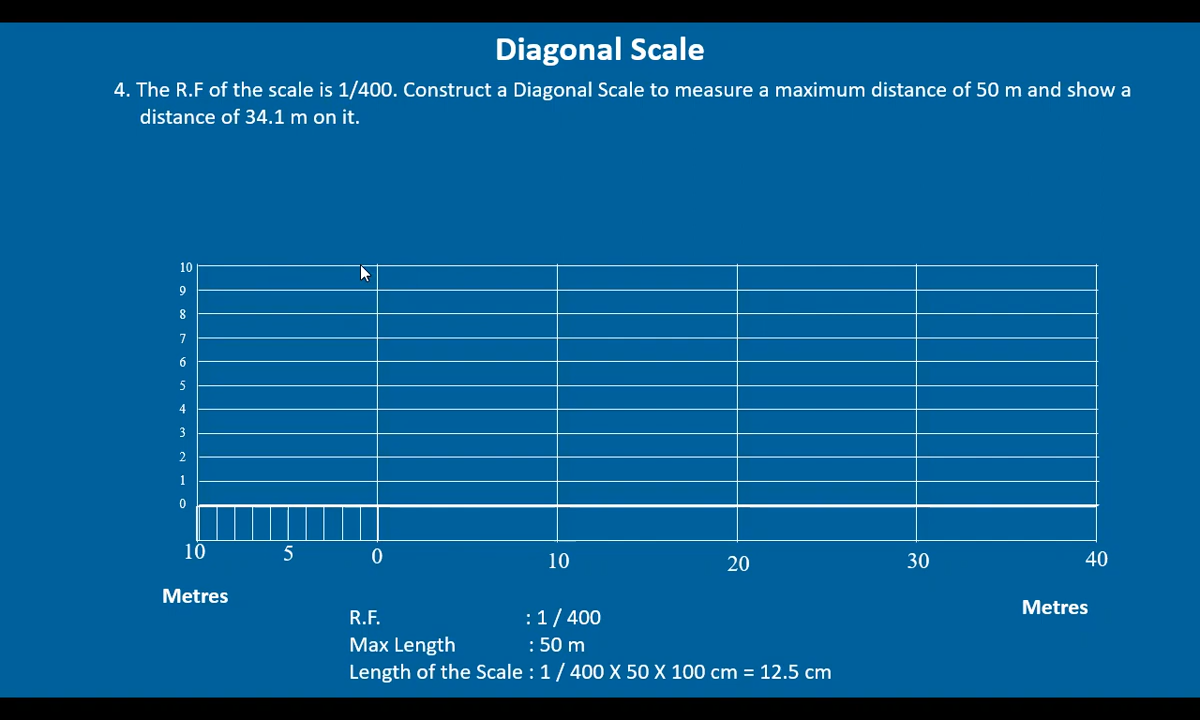 Diagonal Scale
4. The R.F of the scale is 1/400. Construct a Diagonal Scale to measure a maximum distance of 50 m and show a
distance of 34.1 m on it.
10
9
8
7
6
5
4
3
2
1
0
10 5 0 10 20 30 40
Metres Metres
R.F. : 1 / 400
Max Length : 50 m
Length of the Scale : 1 / 400 X 50 X 100 cm = 12.5 cm